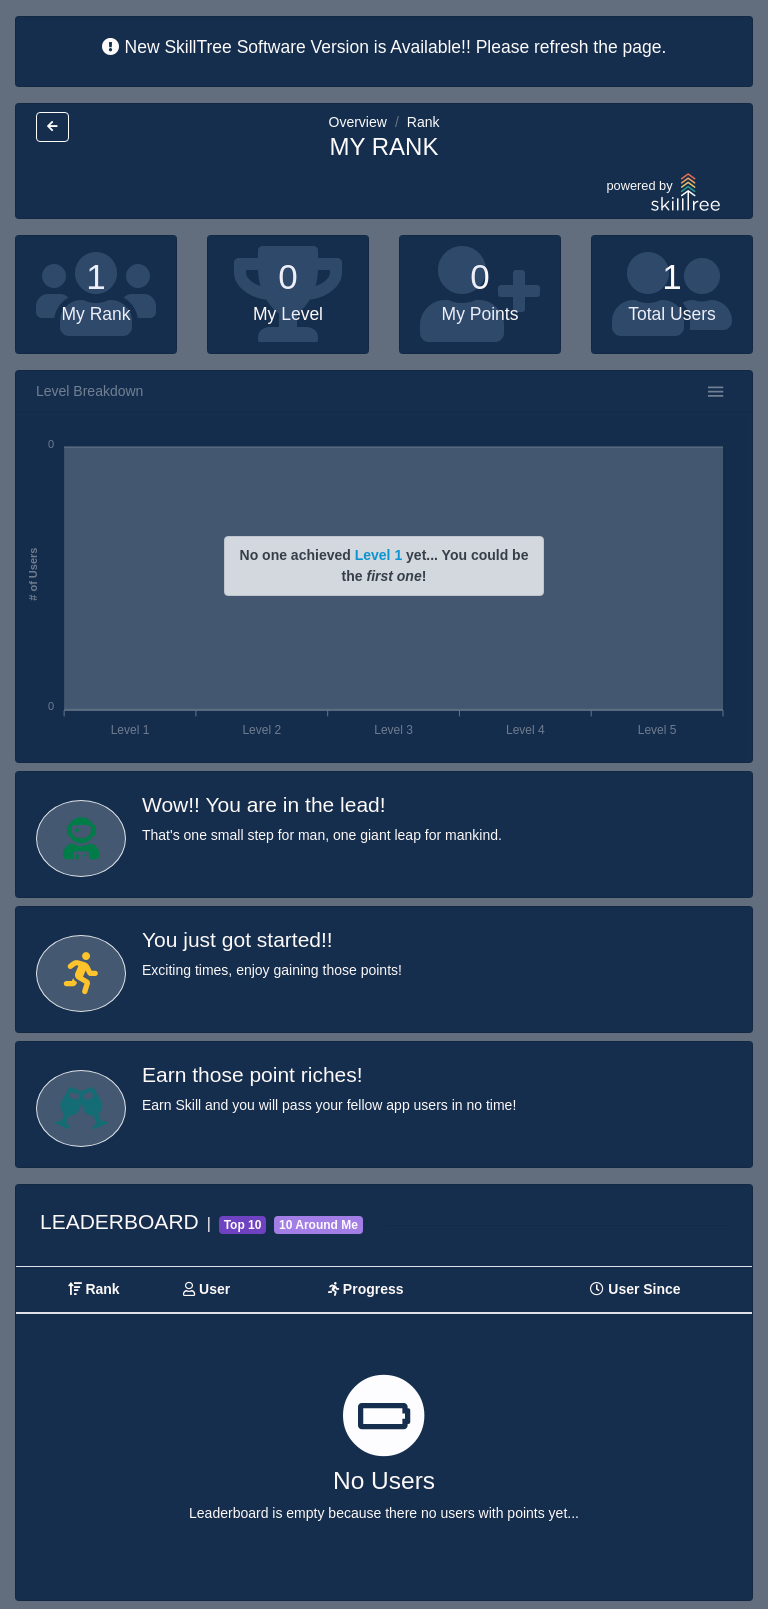 New SkillTree Software Version is Available!! Please refresh the page.
Overview / Rank
MY RANK
powered by
skilltree
1
My Rank
0
My Level
0
My Points
1
Total Users
Level Breakdown
0
# of Users
No one achieved Level 1 yet... You could be
the first one!
0
Level 1
Level 2
Level 3
Level 4
Level 5
Wow!! You are in the lead!
That's one small step for man, one giant leap for mankind.
You just got started!!
Exciting times, enjoy gaining those points!
Earn those point riches!
Earn Skill and you will pass your fellow app users in no time!
LEADERBOARD | Top 10 10 Around Me
Rank User Progress User Since
No Users
Leaderboard is empty because there no users with points yet...